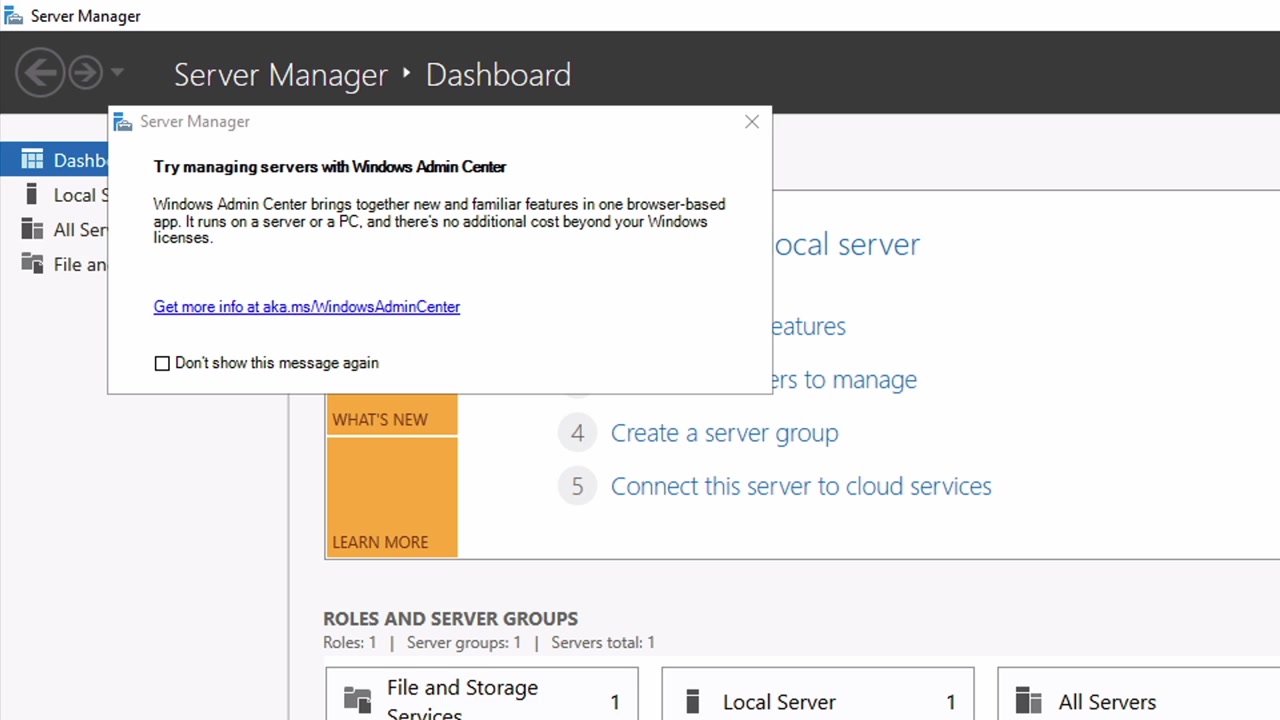 Server Manager
Server Manager ‣ Dashboard
Server Manager
Try managing servers with Windows Admin Center
Windows Admin Center brings together new and familiar features in one browser-based
app. It runs on a server or a PC, and there's no additional cost beyond your Windows
licenses.
Get more info at aka.ms/WindowsAdminCenter
Don't show this message again
Dashb
Local S
All Ser
File an
ocal server
eatures
ers to manage
4 Create a server group
5 Connect this server to cloud services
WHAT'S NEW
LEARN MORE
ROLES AND SERVER GROUPS
Roles: 1 | Server groups: 1 | Servers total: 1
File and Storage
Services
1
Local Server 1
All Servers